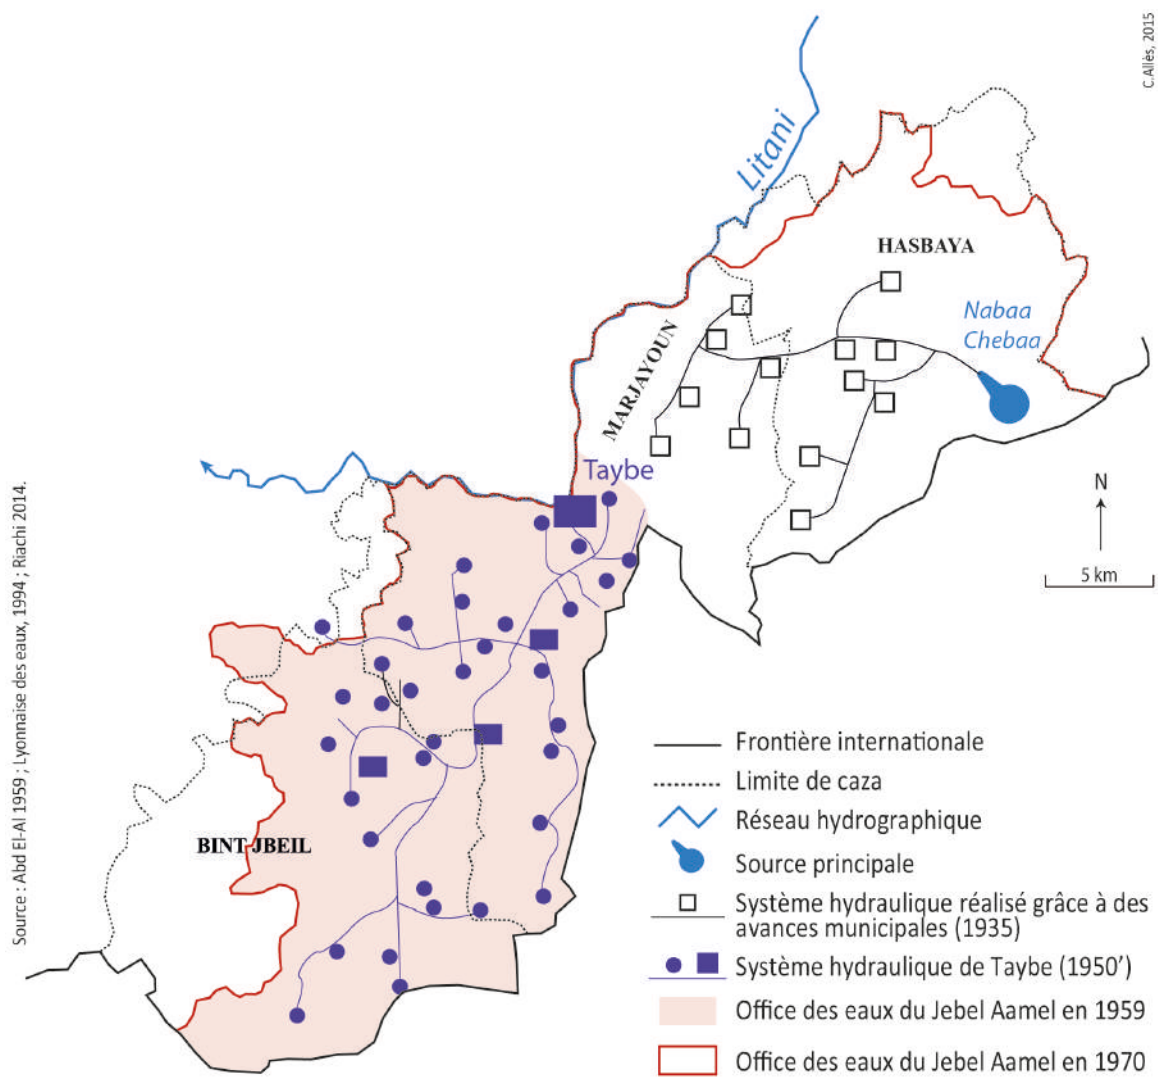 C.Allès, 2015
Litani
HASBAYA
Nabaa
Chebaa
MARJAYOUN
Taybe
N
5 km
BINT JBEIL
Source : Abd El-Al 1959 ; Lyonnaise des eaux, 1994 ; Riachi 2014.
Frontière internationale
Limite de caza
Réseau hydrographique
Source principale
Système hydraulique réalisé grâce à des
avances municipales (1935)
Système hydraulique de Taybe (1950')
Office des eaux du Jebel Aamel en 1959
Office des eaux du Jebel Aamel en 1970